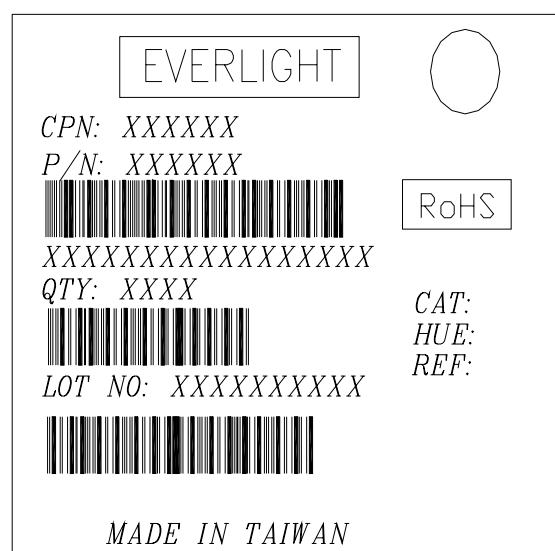 EVERLIGHT
CPN: XXXXXX
P/N: XXXXXX
RoHS
XXXXXXXXXXXXXXXXX
QTY: XXXX
CAT:
HUE:
REF:
LOT NO: XXXXXXXXXX
MADE IN TAIWAN